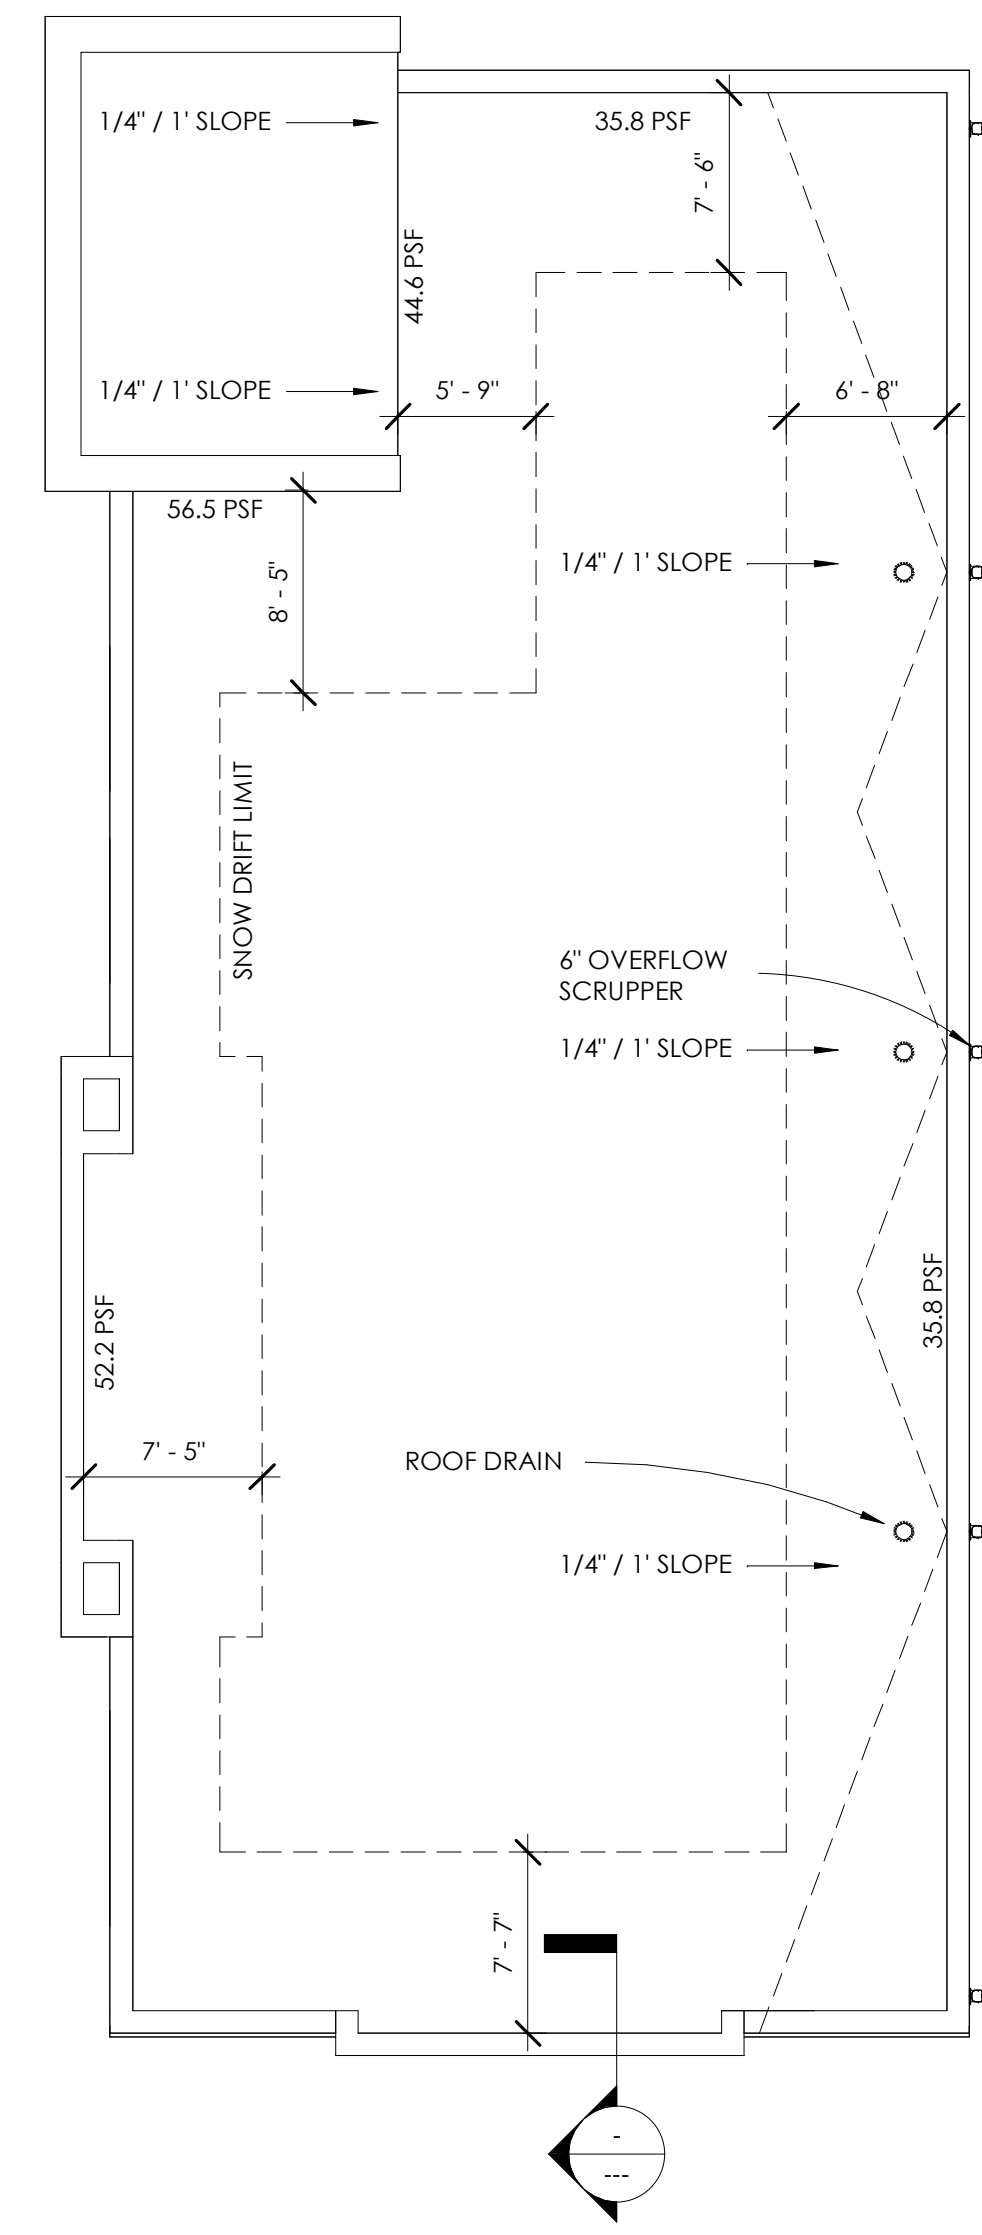 1/4" / 1' SLOPE
35.8 PSF
7' - 6"
44.6 PSF
1/4" / 1' SLOPE
5' - 9"
6' - 8"
56.5 PSF
1/4" / 1' SLOPE
8' - 5"
SNOW DRIFT LIMIT
6" OVERFLOW
SCRUPPER
1/4" / 1' SLOPE
35.8 PSF
52.2 PSF
7' - 5"
ROOF DRAIN
1/4" / 1' SLOPE
7' - 7"
-
---